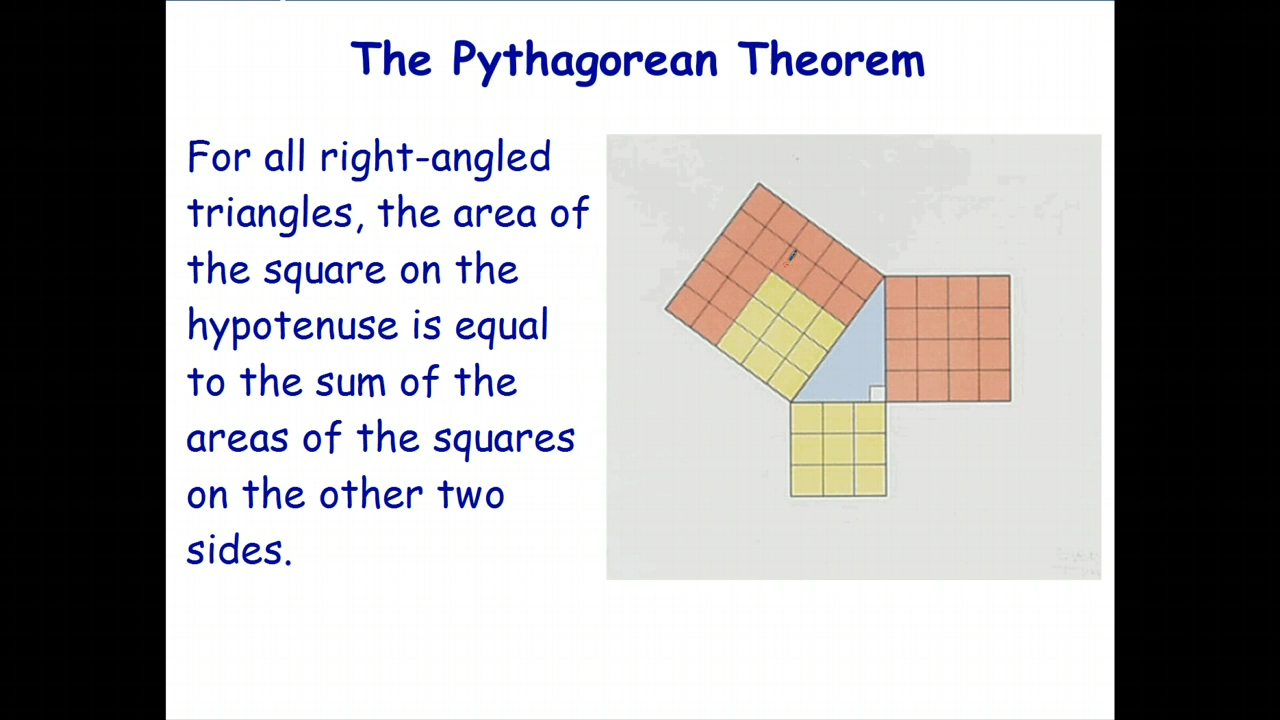 The Pythagorean Theorem
For all right-angled
triangles, the area of
the square on the
hypotenuse is equal
to the sum of the
areas of the squares
on the other two
sides.